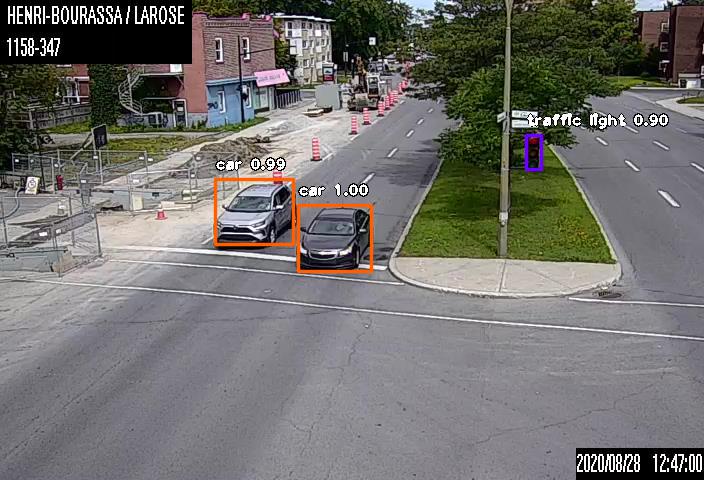 HENRI-BOURASSA / LAROSE
1158-347
traffic light 0.90
car 0.99
car 1.00
2020/08/28 12:47:00